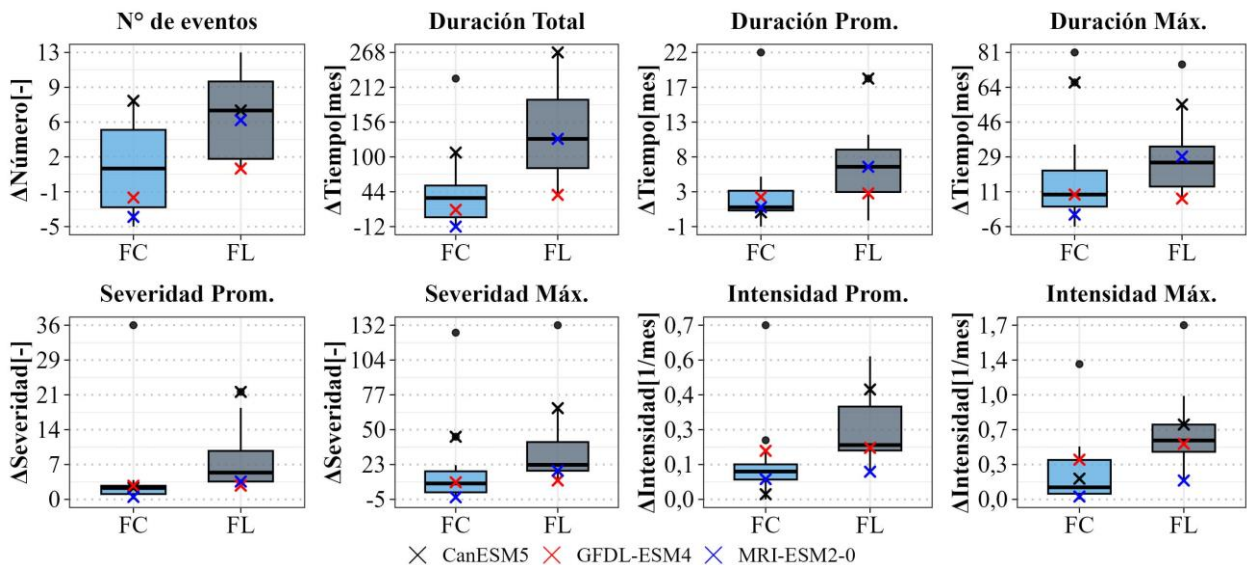 N° de eventos
ΔNúmero[-]
13
9
6
2
-1
-5
FC FL
Duración Total
ΔTiempo[mes]
268
212
156
100
44
-12
FC FL
Duración Prom.
ΔTiempo[mes]
22
17
13
8
3
-1
FC FL
Duración Máx.
ΔTiempo[mes]
81
64
46
29
11
-6
FC FL
Severidad Prom.
ΔSeveridad[-]
36
29
21
14
7
0
FC FL
Severidad Máx.
ΔSeveridad[-]
132
104
77
50
23
-5
FC FL
Intensidad Prom.
ΔIntensidad[1/mes]
0,7
0,6
0,4
0,3
0,1
0,0
FC FL
Intensidad Máx.
ΔIntensidad[1/mes]
1,7
1,4
1,0
0,7
0,3
0,0
FC FL
CanESM5 GFDL-ESM4 MRI-ESM2-0